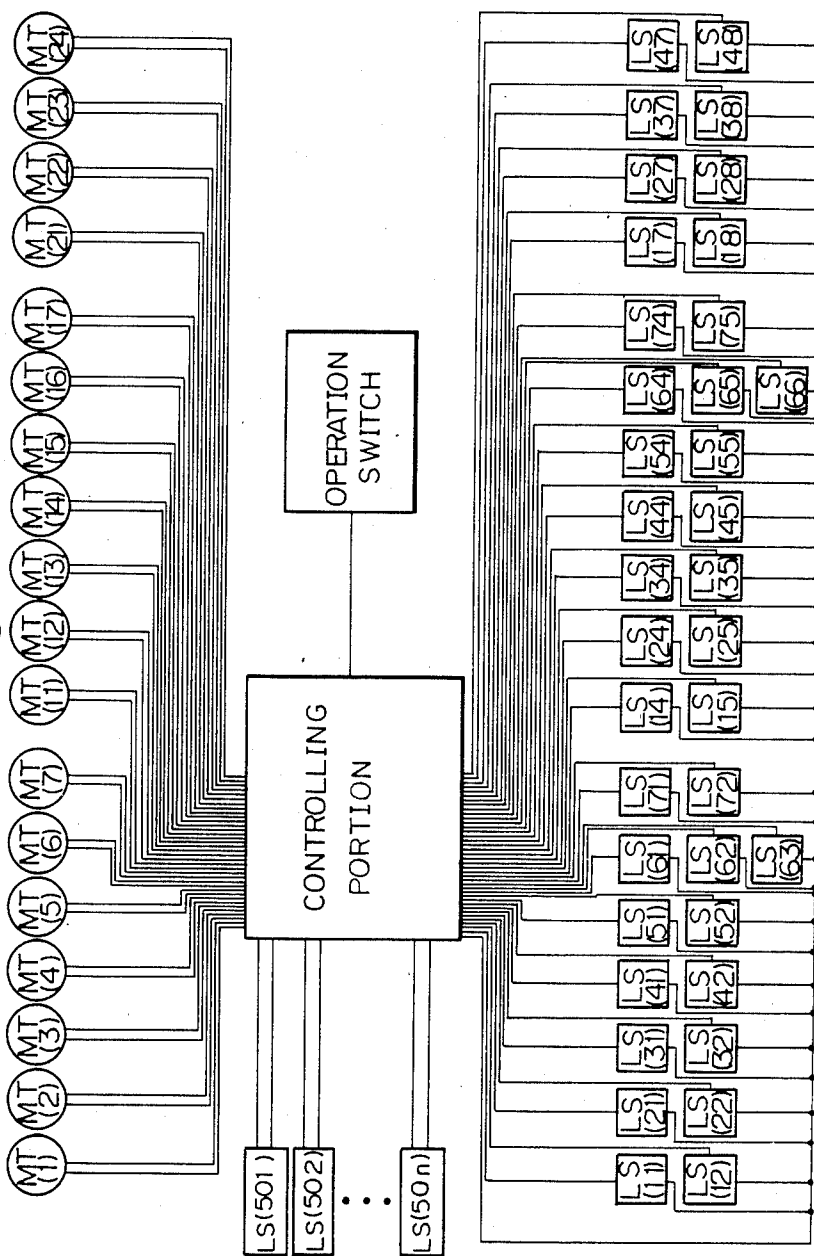 MT
(1)
MT
(2)
MT
(3)
MT
(4)
MT
(5)
MT
(6)
MT
(7)
MT
(11)
MT
(12)
MT
(13)
MT
(14)
MT
(15)
MT
(16)
MT
(17)
MT
(21)
MT
(22)
MT
(23)
MT
(24)
LS(501)
LS(502)
LS(50n)
CONTROLLING
PORTION
OPERATION
SWITCH
LS
(11)
LS
(21)
LS
(31)
LS
(41)
LS
(51)
LS
(61)
LS
(71)
LS
(14)
LS
(24)
LS
(34)
LS
(44)
LS
(54)
LS
(64)
LS
(74)
LS
(17)
LS
(27)
LS
(37)
LS
(47)
LS
(12)
LS
(22)
LS
(32)
LS
(42)
LS
(52)
LS
(62)
LS
(72)
LS
(15)
LS
(25)
LS
(35)
LS
(45)
LS
(55)
LS
(65)
LS
(75)
LS
(18)
LS
(28)
LS
(38)
LS
(48)
LS
(63)
LS
(66)